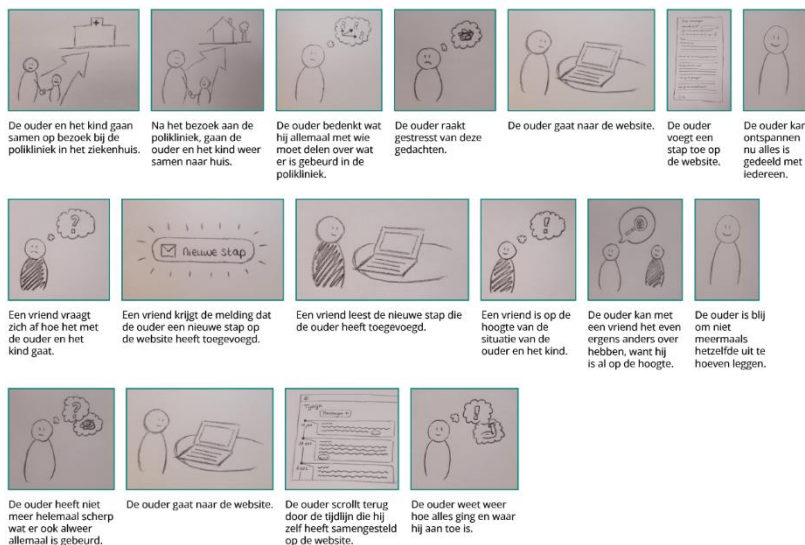 De ouder en het kind gaan
samen op bezoek bij de
polikliniek in het ziekenhuis.
Na het bezoek aan de
polikliniek, gaan de
ouder en het kind weer
samen naar huis.
De ouder bedenkt wat
hij allemaal met wie
moet delen over wat
er is gebeurd in de
polikliniek.
De ouder raakt
gestresst van deze
gedachten.
De ouder gaat naar de website.
De ouder
voegt een
stap toe op
de website.
De ouder kan
ontspannen
nu alles is
gedeeld met
iedereen.
?
Nieuwe stap
!
Een vriend vraagt
zich af hoe het met
de ouder en het
kind gaat.
Een vriend krijgt de melding dat
de ouder een nieuwe stap op
de website heeft toegevoegd.
Een vriend leest de nieuwe stap die
de ouder heeft toegevoegd.
Een vriend is op de
hoogte van de
situatie van de
ouder en het kind.
De ouder kan met
een vriend het even
ergens anders over
hebben, want hij
is al op de hoogte.
De ouder is blij
om niet
meermaals
hetzelfde uit te
hoeven leggen.
?
!
De ouder heeft niet
meer helemaal scherp
wat er ook alweer
allemaal is gebeurd.
De ouder gaat naar de website.
De ouder scrollt terug
door de tijdlijn die hij
zelf heeft samengesteld
op de website.
De ouder weet weer
hoe alles ging en waar
hij aan toe is.